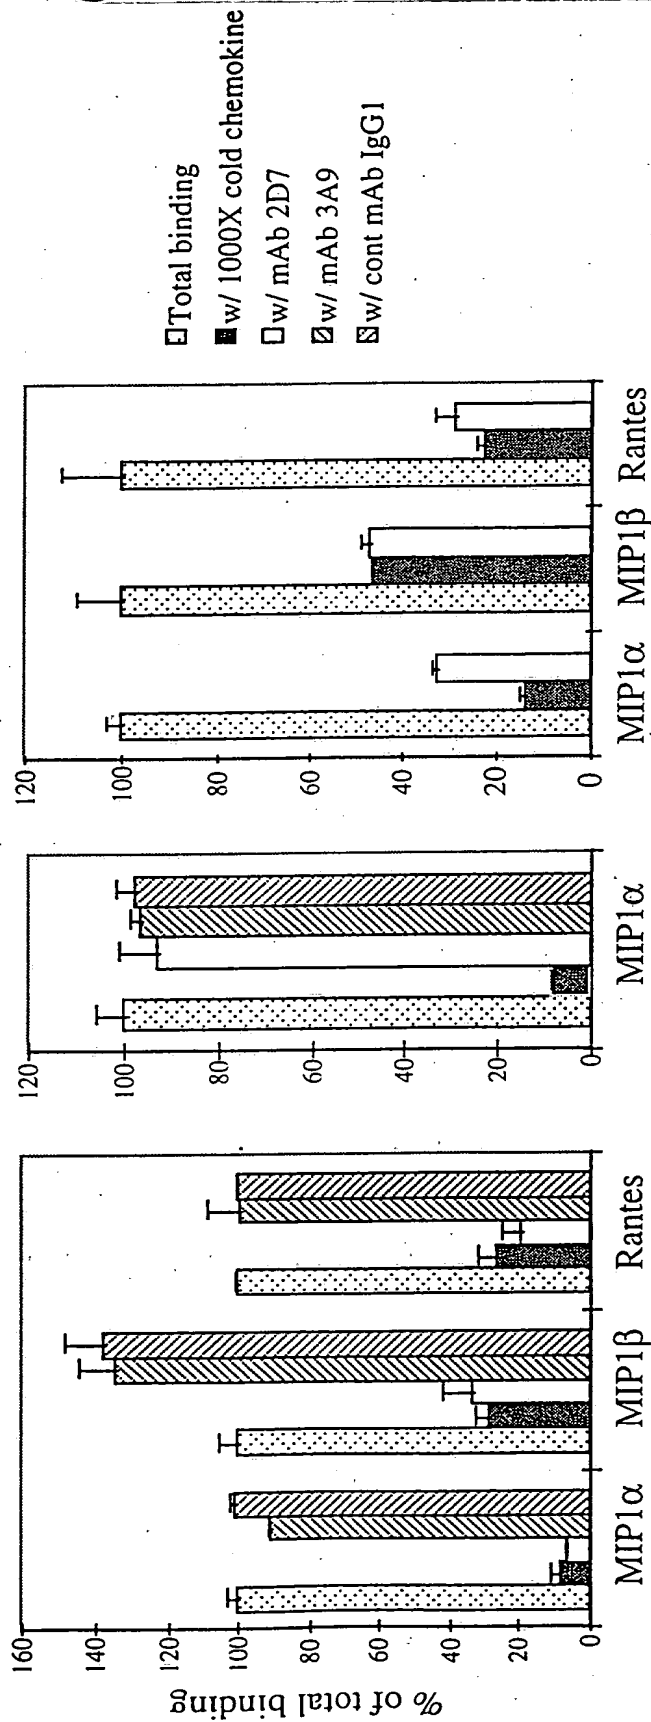 % of total binding
160
140
120
100
80
60
40
20
0
MIP1α MIP1β Rantes
120
100
80
60
40
20
0
MIP1α
120
100
80
60
40
20
0
MIP1α MIP1β Rantes
Total binding
w/ 1000X cold chemokine
w/ mAb 2D7
w/ mAb 3A9
w/ cont mAb IgG1